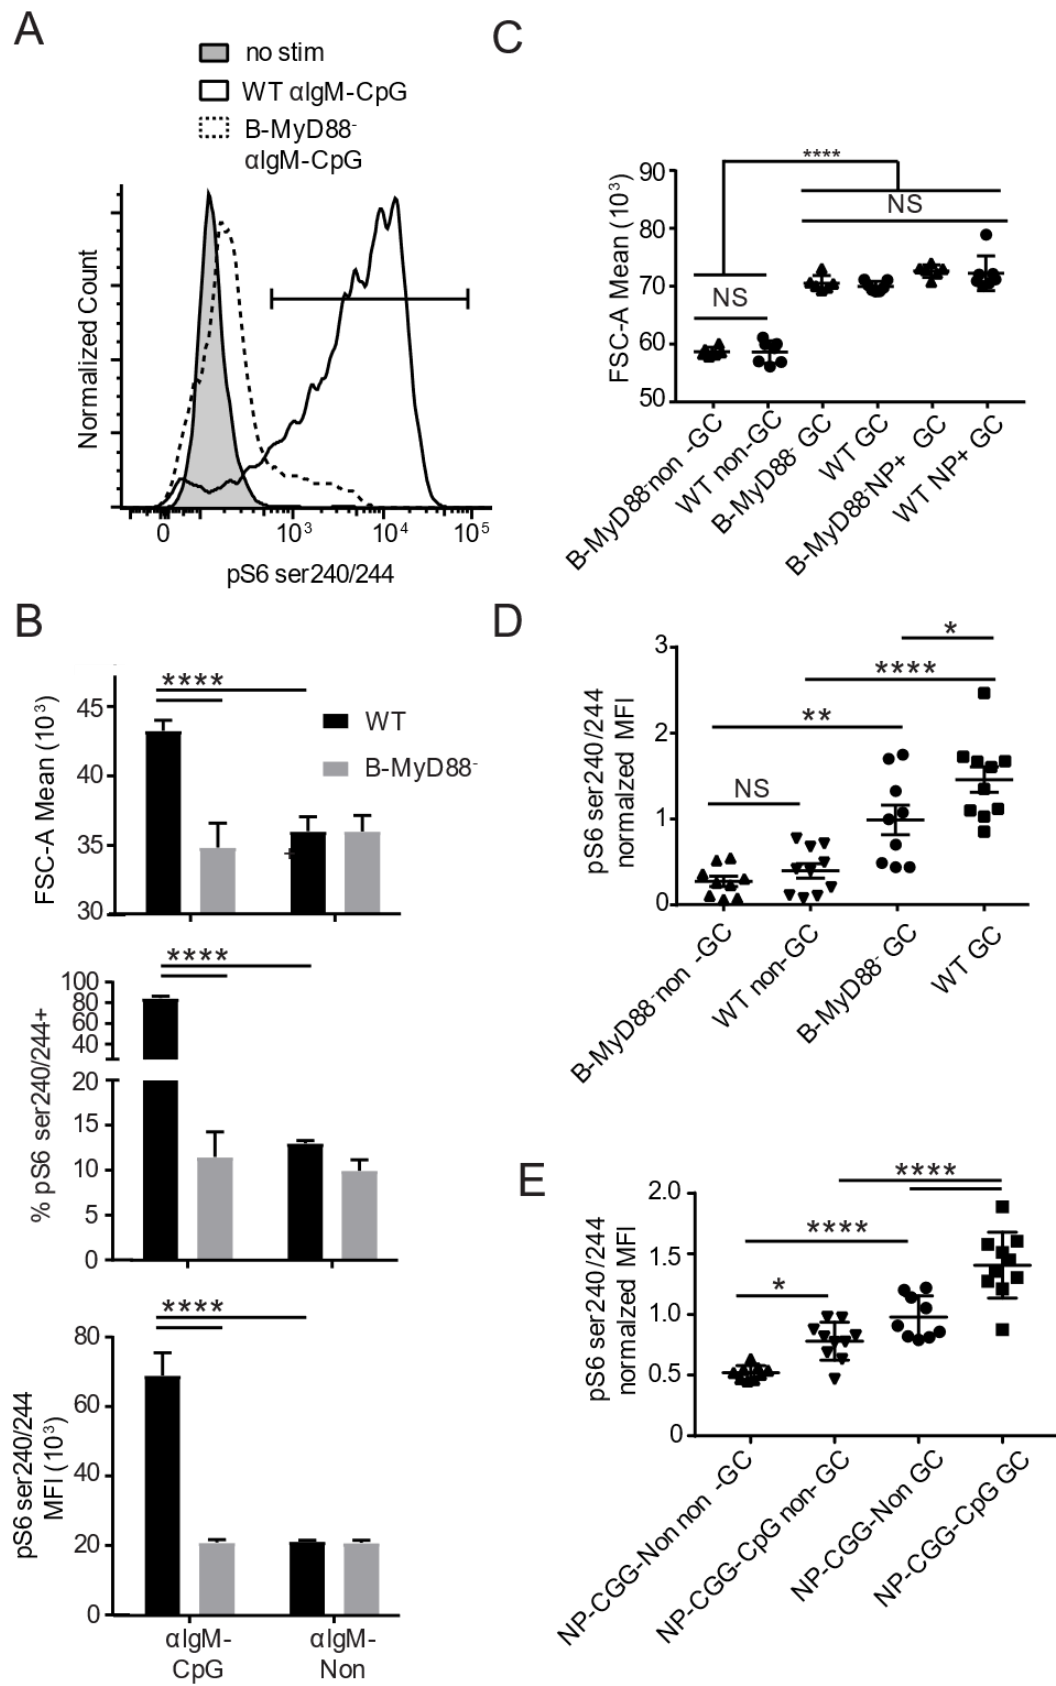 A
no stim
WT αIgM-CpG
B-MyD88-
αIgM-CpG
Normalized Count
0
10³
10⁴
10⁵
pS6 ser240/244
B
****
WT
B-MyD88-
FSC-A Mean (10³)
45
40
35
30
****
% pS6 ser240/244+
100
80
60
40
20
15
10
5
0
****
pS6 ser240/244
MFI (10³)
80
60
40
20
0
αIgM-
CpG
αIgM-
Non
C
****
NS
NS
FSC-A Mean (10³)
90
80
70
60
50
B-MyD88-non -GC
WT non-GC
B-MyD88- GC
WT GC
B-MyD88-NP+ GC
WT NP+ GC
D
*
****
**
NS
pS6 ser240/244
normalzed MFI
3
2
1
0
B-MyD88-non -GC
WT non-GC
B-MyD88- GC
WT GC
E
****
****
*
pS6 ser240/244
normalzed MFI
2.0
1.5
1.0
0.5
0
NP-CGG-Non non -GC
NP-CGG-CpG non- GC
NP-CGG-Non GC
NP-CGG-CpG GC